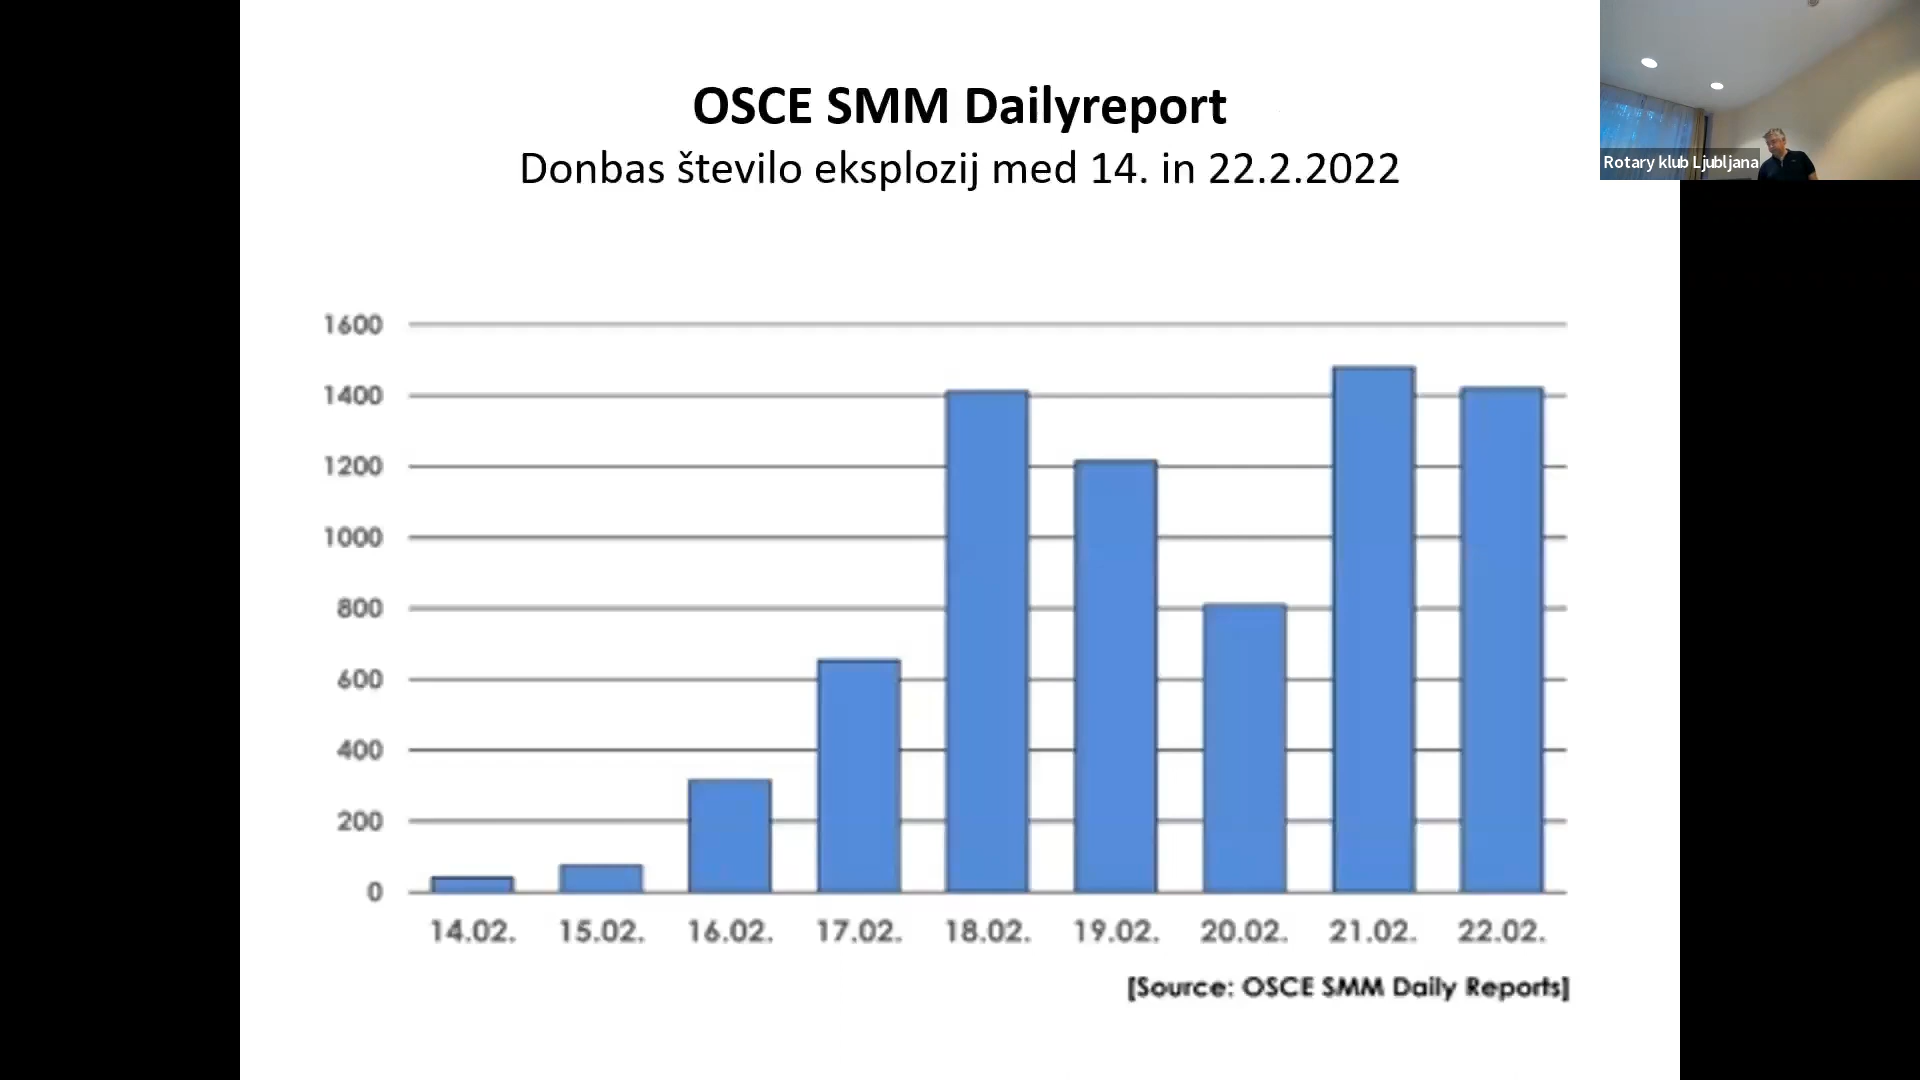 OSCE SMM Dailyreport
Donbas število eksplozij med 14. in 22.2.2022
Rotary klub Ljubljana
1600
1400
1200
1000
800
600
400
200
0
14.02. 15.02. 16.02. 17.02. 18.02. 19.02. 20.02. 21.02. 22.02.
[Source: OSCE SMM Daily Reports]